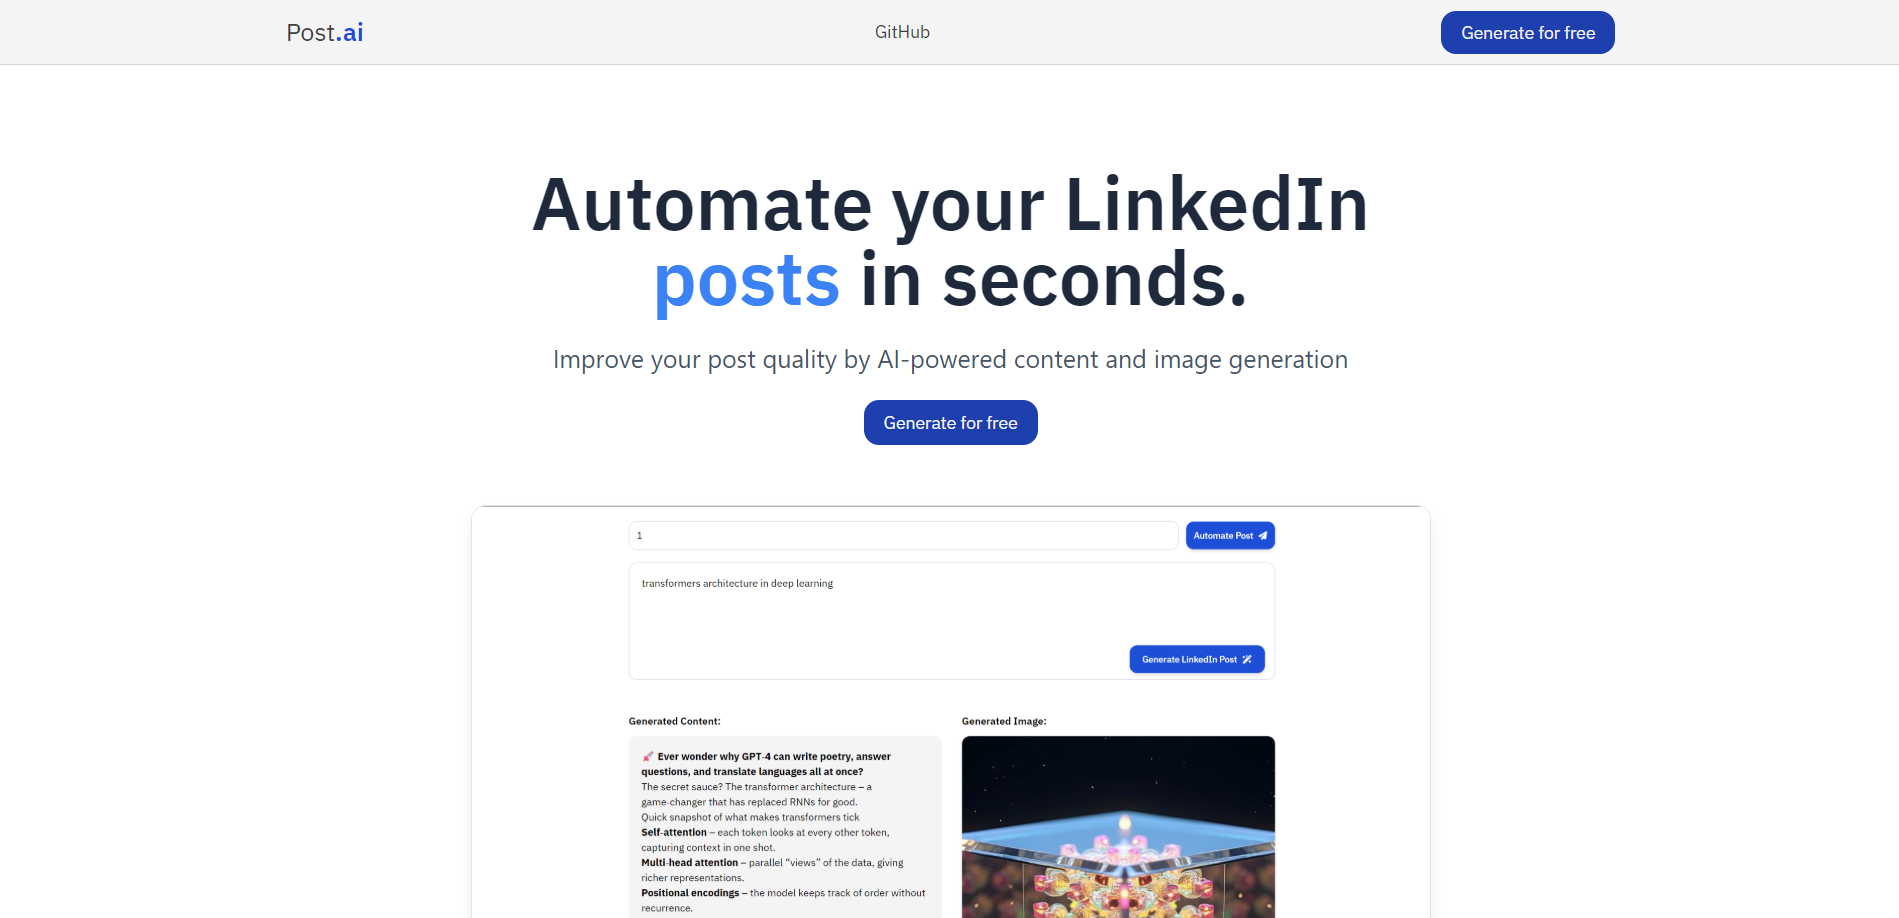 Post.ai
GitHub
Generate for free
Automate your LinkedIn
posts in seconds.
Improve your post quality by AI-powered content and image generation
Generate for free
1
Automate Post
transformers architecture in deep learning
Generate LinkedIn Post
Generated Content:
🚀 Ever wonder why GPT-4 can write poetry, answer
questions, and translate languages all at once?
The secret sauce? The transformer architecture – a
game-changer that has replaced RNNs for good.
Quick snapshot of what makes transformers tick
Self-attention – each token looks at every other token,
capturing context in one shot.
Multi-head attention – parallel “views” of the data, giving
richer representations.
Positional encodings – the model keeps track of order without
recurrence.
Generated Image: